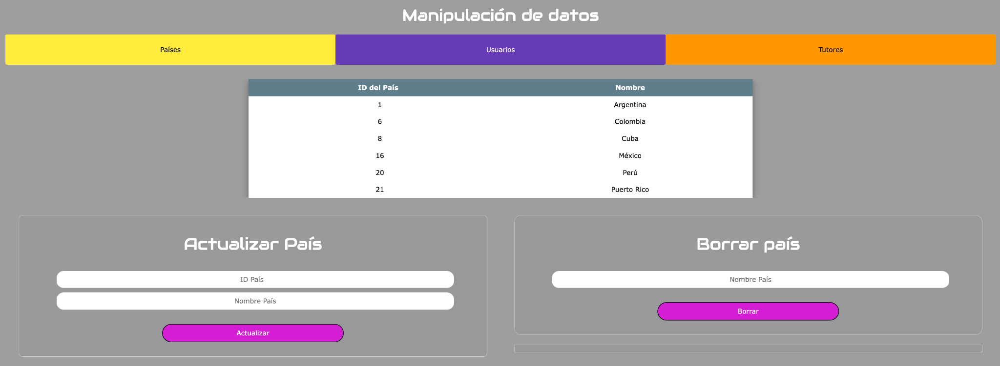 Manipulación de datos
Países Usuarios Tutores
ID del País Nombre
1 Argentina
6 Colombia
8 Cuba
16 México
20 Perú
21 Puerto Rico
Actualizar País
ID País
Nombre País
Actualizar
Borrar país
Nombre País
Borrar